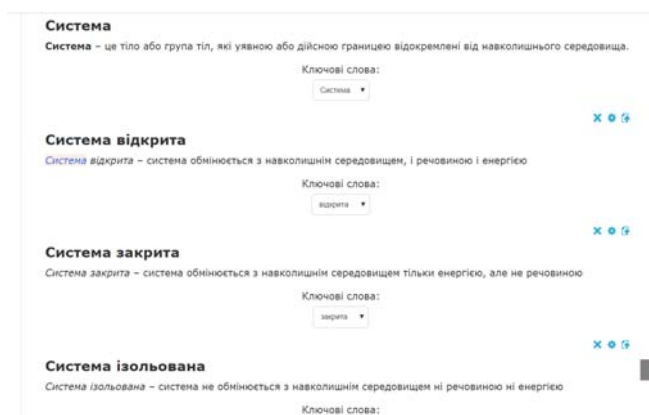 Система
Система – це тіло або група тіл, які уявною або дійсною границею відокремлені від навколишнього середовища.
Ключові слова:
Система
Система відкрита
Система відкрита – система обмінюється з навколишнім середовищем, і речовиною і енергією
Ключові слова:
відкрита
Система закрита
Система закрита – система обмінюється з навколишнім середовищем тільки енергією, але не речовиною
Ключові слова:
закрита
Система ізольована
Система ізольована – система не обмінюється з навколишнім середовищем ні речовиною ні енергією
Ключові слова: